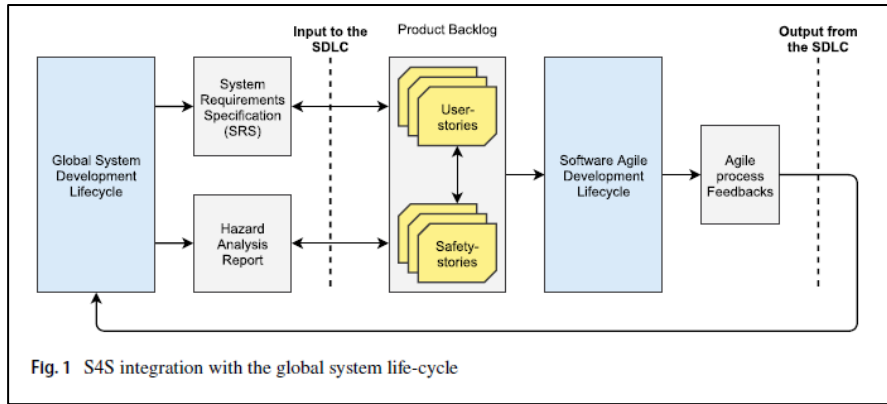 Input to the
SDLC
Product Backlog
Output from
the SDLC
Global System
Development
Lifecycle
System
Requirements
Specification
(SRS)
Hazard
Analysis
Report
User-
stories
Safety-
stories
Software Agile
Development
Lifecycle
Agile
process
Feedbacks
Fig. 1 S4S integration with the global system life-cycle